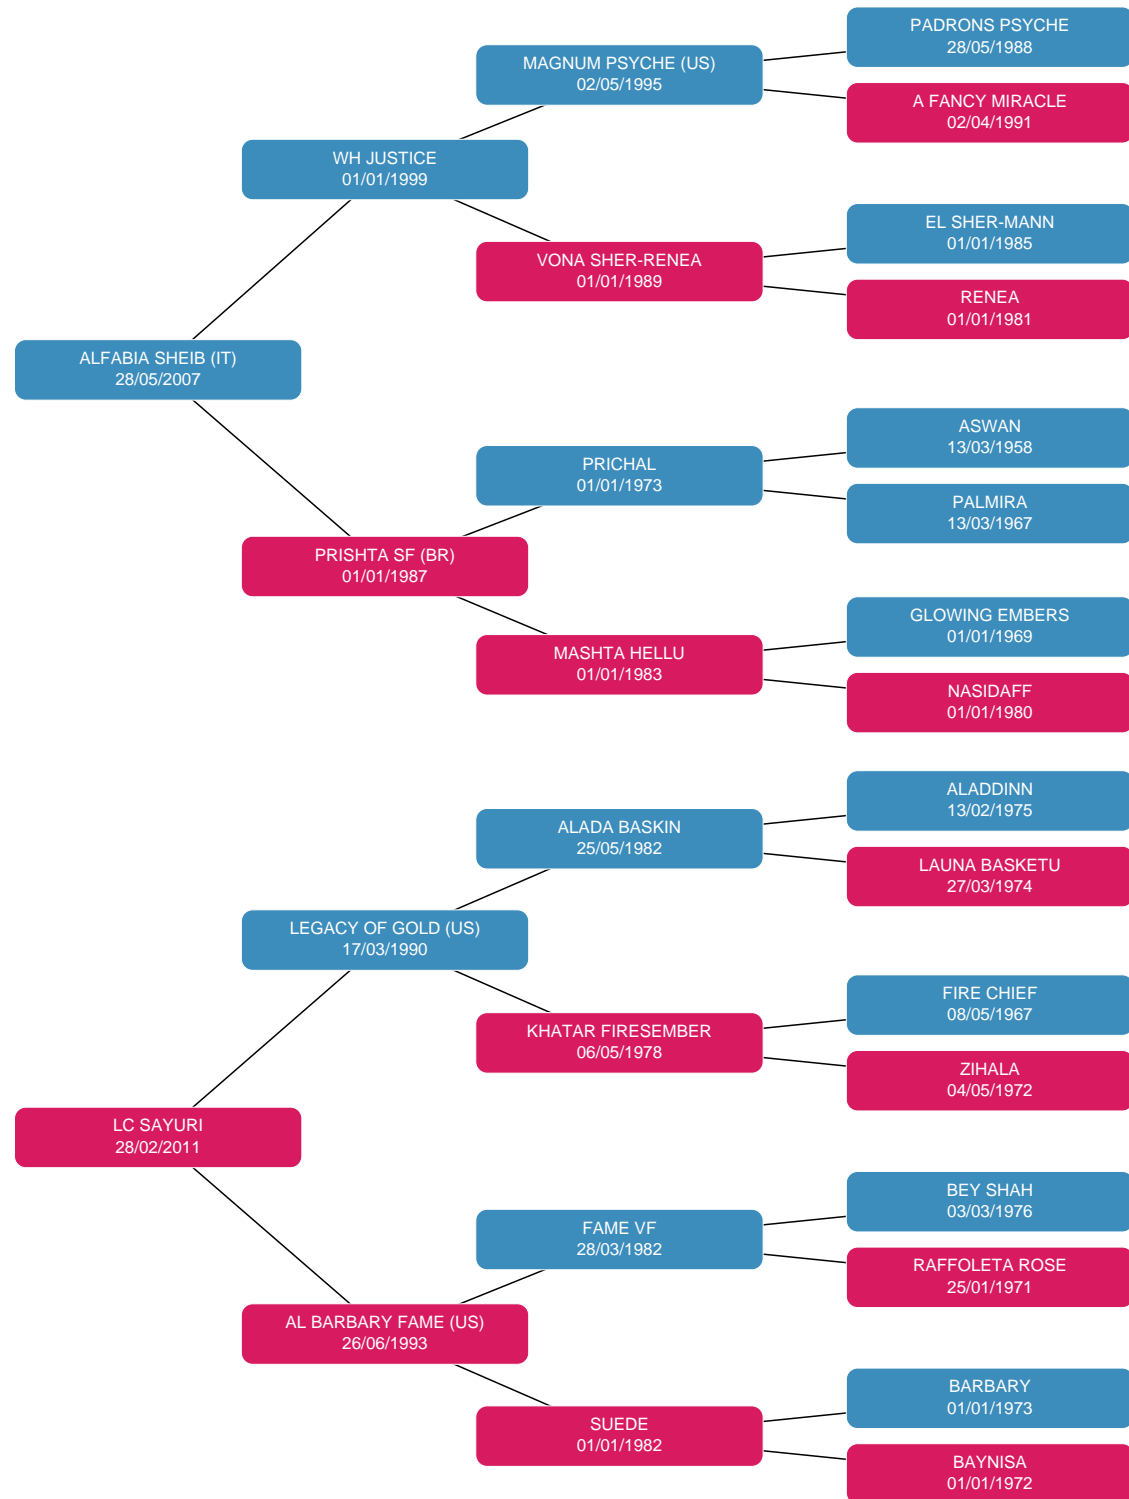 PADRONS PSYCHE
28/05/1988
MAGNUM PSYCHE (US)
02/05/1995
A FANCY MIRACLE
02/04/1991
WH JUSTICE
01/01/1999
EL SHER-MANN
01/01/1985
VONA SHER-RENEA
01/01/1989
RENEA
01/01/1981
ALFABIA SHEIB (IT)
28/05/2007
ASWAN
13/03/1958
PRICHAL
01/01/1973
PALMIRA
13/03/1967
PRISHTA SF (BR)
01/01/1987
GLOWING EMBERS
01/01/1969
MASHTA HELLU
01/01/1983
NASIDAFF
01/01/1980
ALADDINN
13/02/1975
ALADA BASKIN
25/05/1982
LAUNA BASKETU
27/03/1974
LEGACY OF GOLD (US)
17/03/1990
FIRE CHIEF
08/05/1967
KHATAR FIRESEMBER
06/05/1978
ZIHALA
04/05/1972
LC SAYURI
28/02/2011
BEY SHAH
03/03/1976
FAME VF
28/03/1982
RAFFOLETA ROSE
25/01/1971
AL BARBARY FAME (US)
26/06/1993
BARBARY
01/01/1973
SUEDE
01/01/1982
BAYNISA
01/01/1972